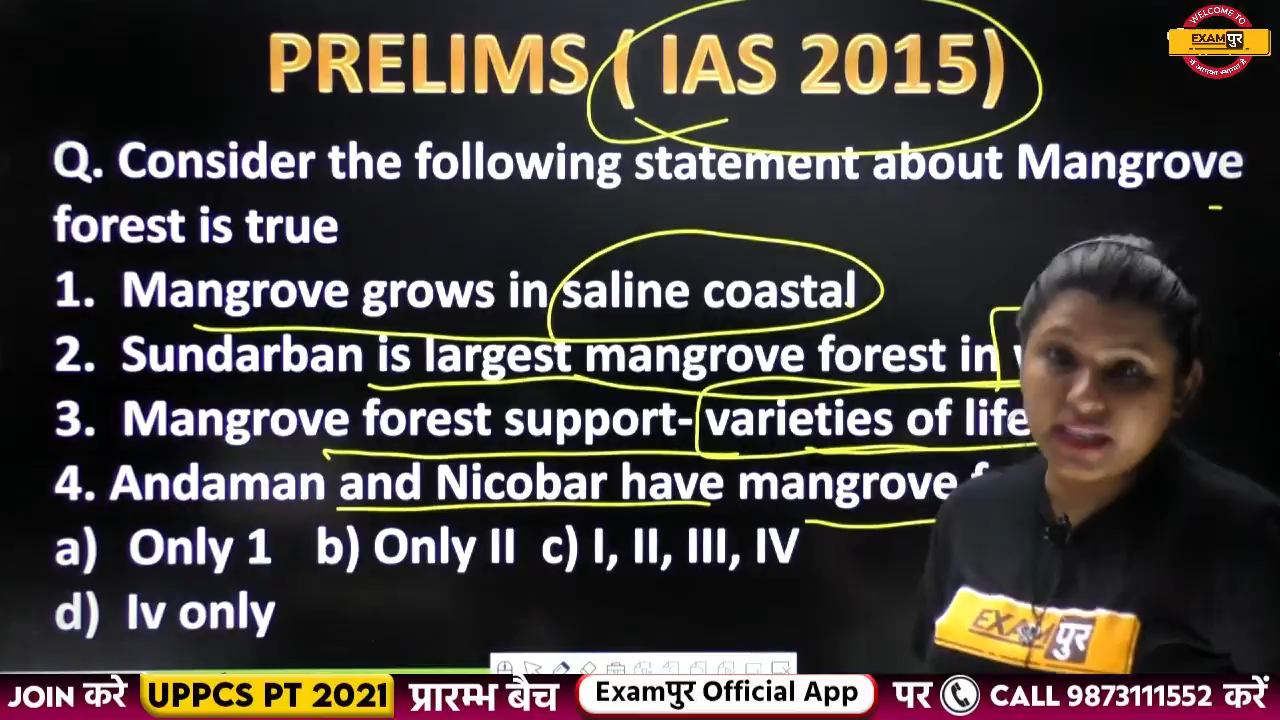 WELCOME TO
EXAMपुर
PRELIMS ( IAS 2015)
Q. Consider the following statement about Mangrove
forest is true
1. Mangrove grows in saline coastal
2. Sundarban is largest mangrove forest in
3. Mangrove forest support- varieties of life
4. Andaman and Nicobar have mangrove
a) Only 1 b) Only II c) I, II, III, IV
d) Iv only
EXAMपुर
JOIN करे UPPCS PT 2021 प्रारम्भ बैच Examपुर Official App पर CALL 9873111552 करें